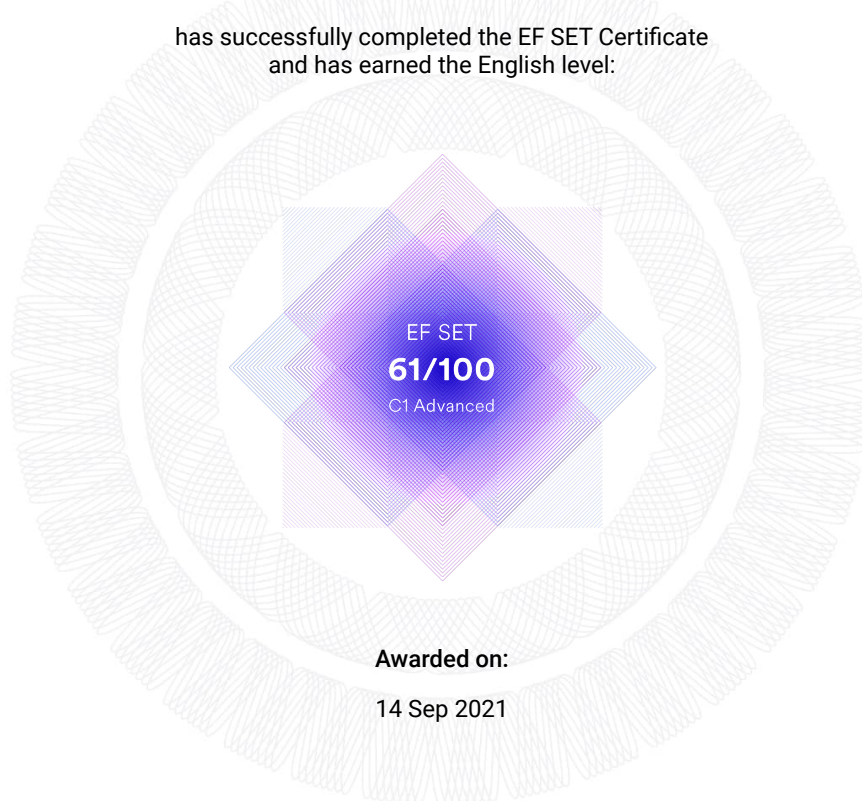 has successfully completed the EF SET Certificate
and has earned the English level:
EF SET
61/100
C1 Advanced
Awarded on:
14 Sep 2021